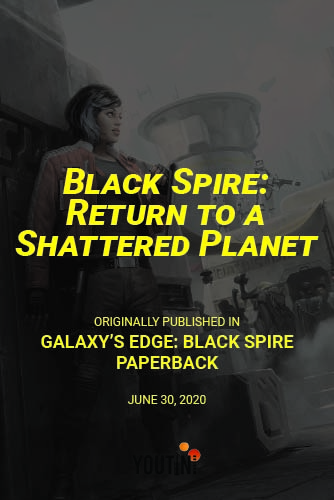 BLACK SPIRE:
RETURN TO A
SHATTERED PLANET
ORIGINALLY PUBLISHED IN
GALAXY'S EDGE: BLACK SPIRE
PAPERBACK
JUNE 30, 2020
YOUTINI